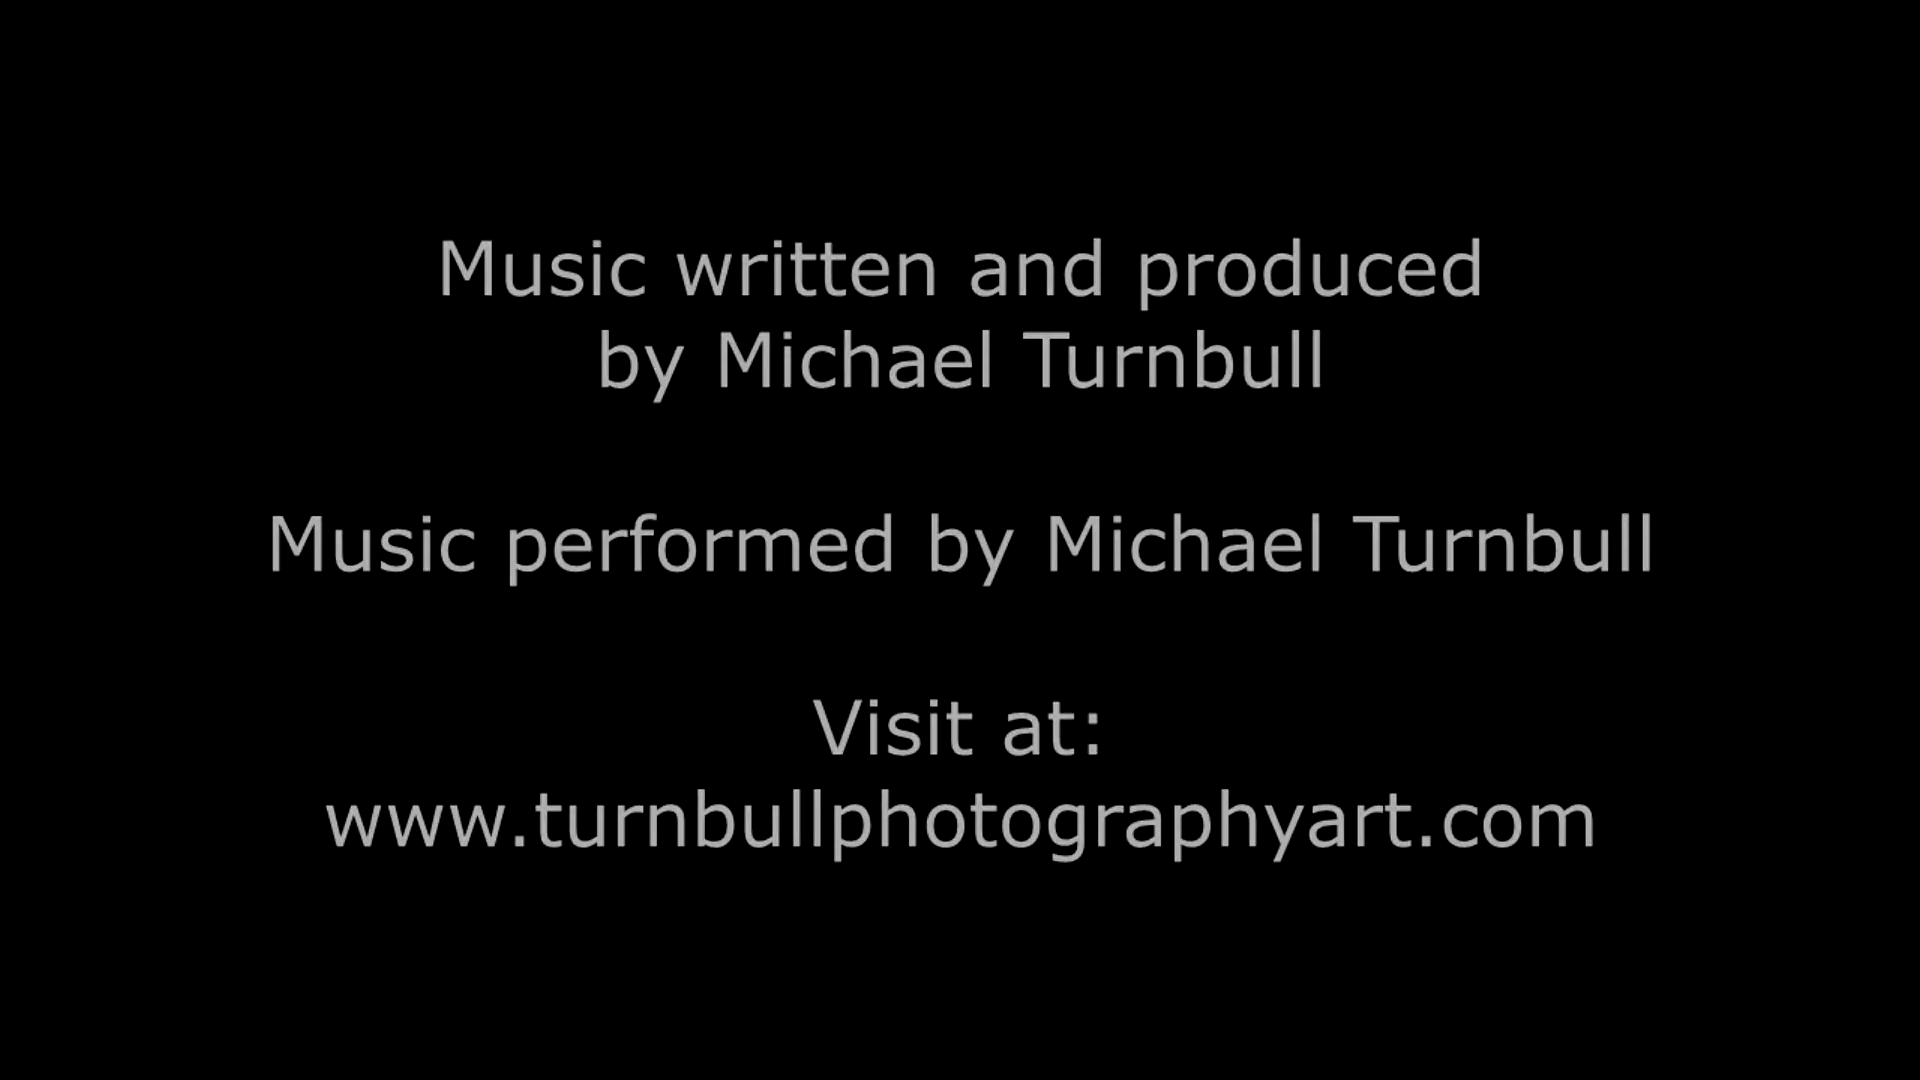 Music written and produced
by Michael Turnbull
Music performed by Michael Turnbull
Visit at:
www.turnbullphotographyart.com